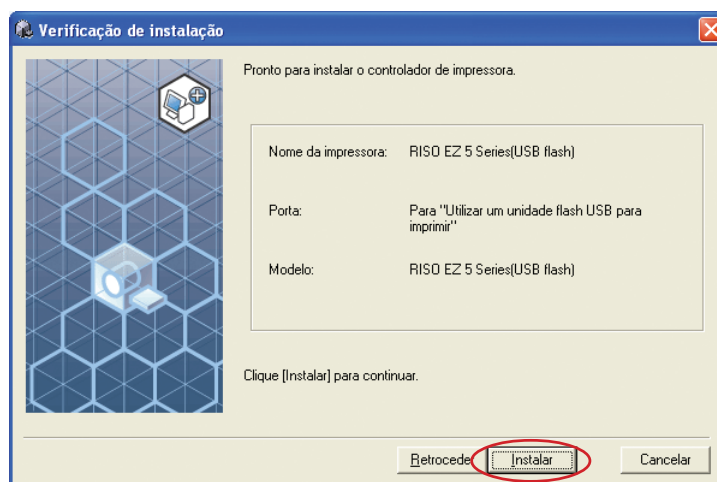 Verificação de instalação
Pronto para instalar o controlador de impressora.
Nome da impressora: RISO EZ 5 Series(USB flash)
Porta: Para "Utilizar um unidade flash USB para
imprimir"
Modelo: RISO EZ 5 Series(USB flash)
Clique [Instalar] para continuar.
Retrocede Instalar Cancelar